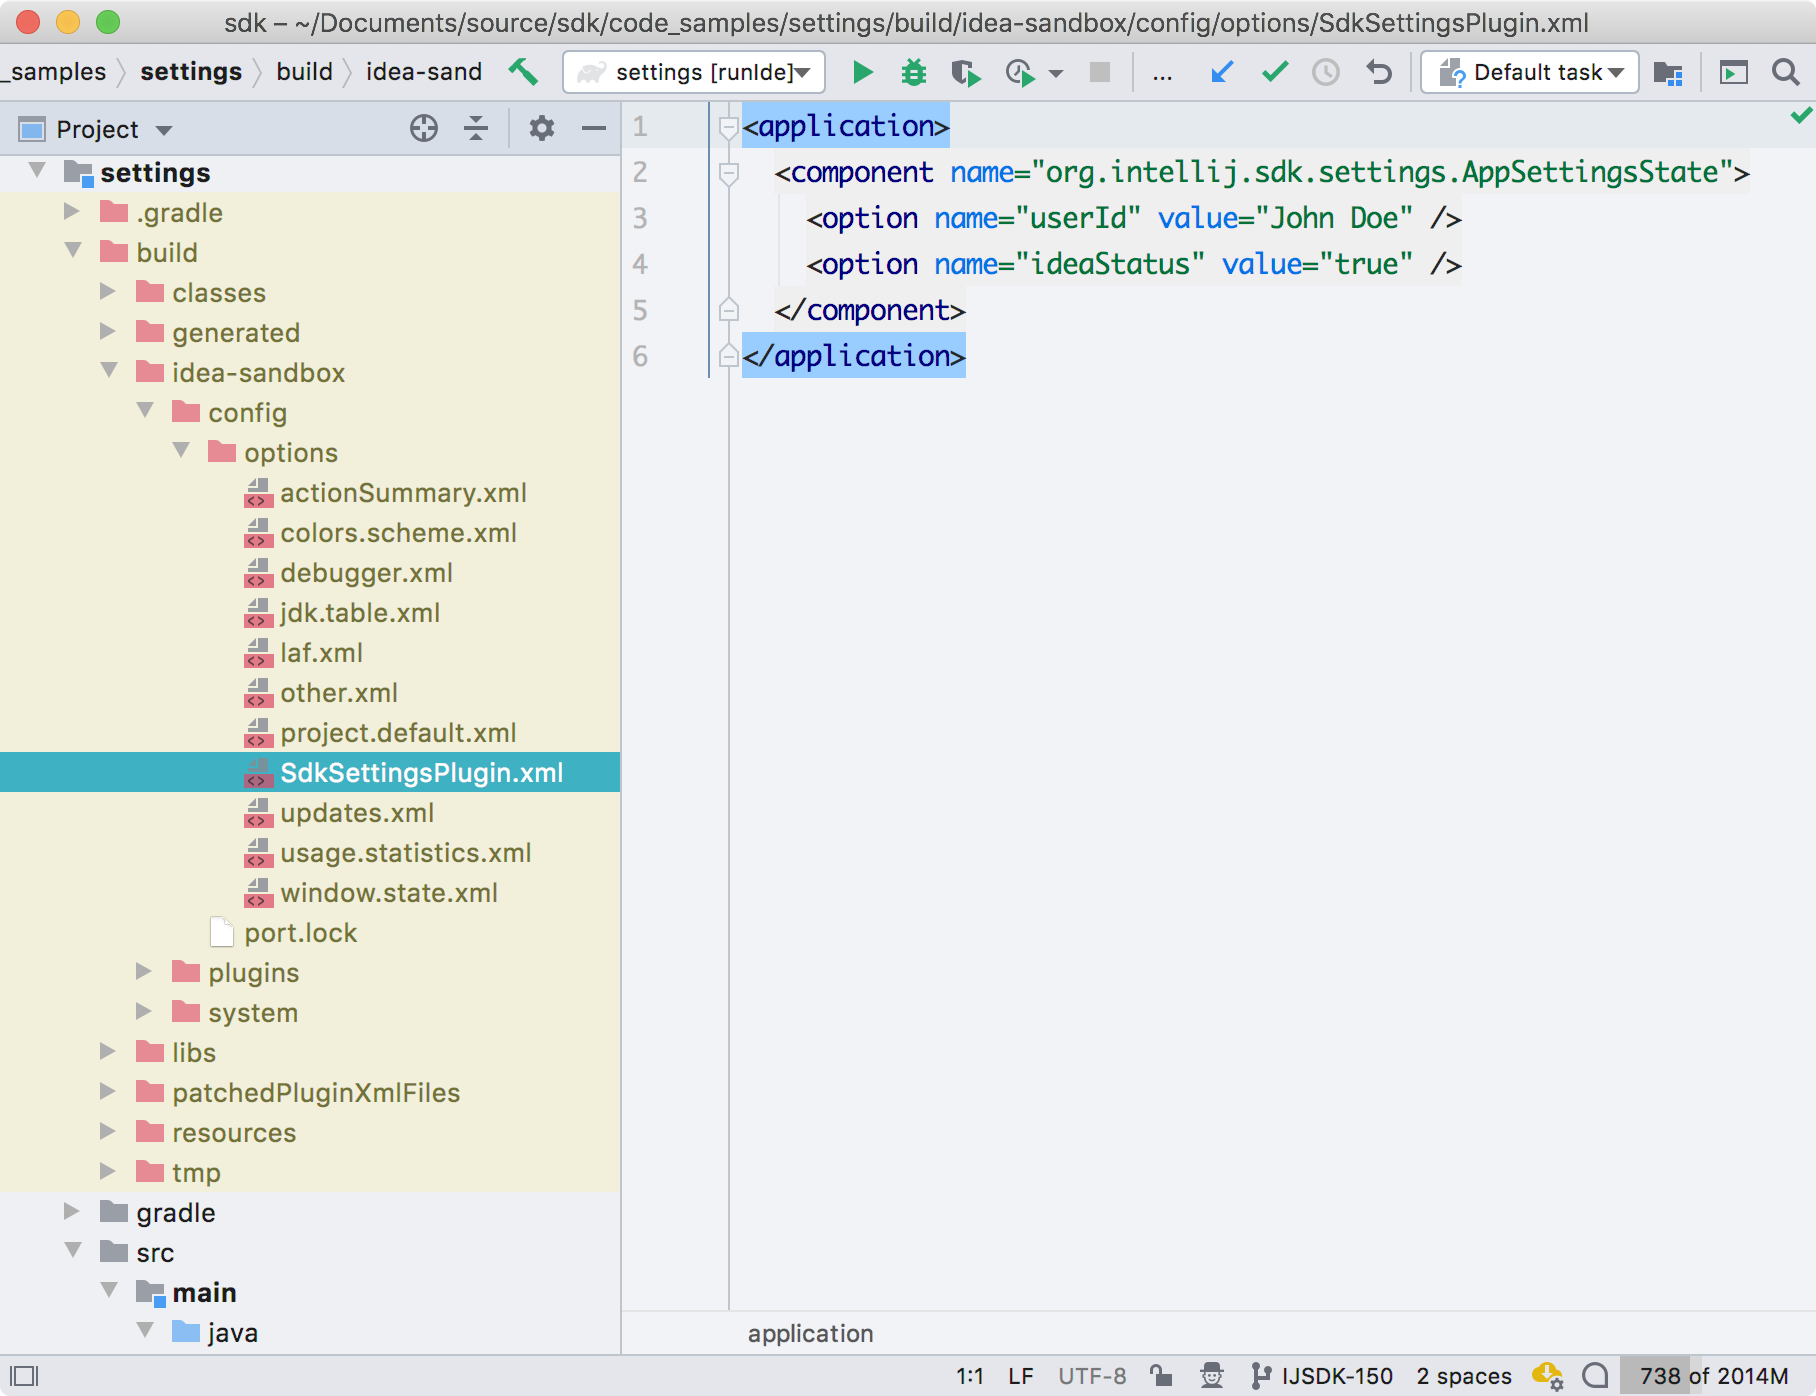 sdk – ~/Documents/source/sdk/code_samples/settings/build/idea-sandbox/config/options/SdkSettingsPlugin.xml
_samples settings build idea-sand settings [runIde] ... Default task
Project
settings
.gradle
build
classes
generated
idea-sandbox
config
options
actionSummary.xml
colors.scheme.xml
debugger.xml
jdk.table.xml
laf.xml
other.xml
project.default.xml
SdkSettingsPlugin.xml
updates.xml
usage.statistics.xml
window.state.xml
port.lock
plugins
system
libs
patchedPluginXmlFiles
resources
tmp
gradle
src
main
java
1 <application>
2 <component name="org.intellij.sdk.settings.AppSettingsState">
3 <option name="userId" value="John Doe" />
4 <option name="ideaStatus" value="true" />
5 </component>
6 </application>
application
1:1 LF UTF-8 IJSDK-150 2 spaces 738 of 2014M